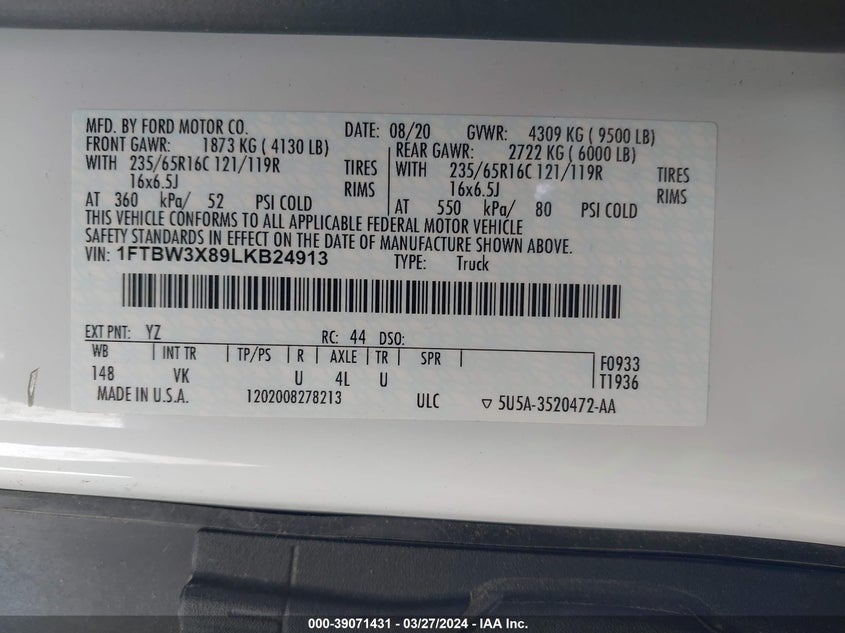 MFD. BY FORD MOTOR CO. DATE: 08/20 GVWR: 4309 KG ( 9500 LB)
FRONT GAWR: 1873 KG ( 4130 LB) REAR GAWR: 2722 KG ( 6000 LB)
WITH 235/65R16C 121/119R TIRES WITH 235/65R16C 121/119R TIRES
16x6.5J RIMS 16x6.5J RIMS
AT 360 kPa/ 52 PSI COLD AT 550 kPa/ 80 PSI COLD
THIS VEHICLE CONFORMS TO ALL APPLICABLE FEDERAL MOTOR VEHICLE
SAFETY STANDARDS IN EFFECT ON THE DATE OF MANUFACTURE SHOWN ABOVE.
VIN: 1FTBW3X89LKB24913 TYPE: Truck
EXT PNT: YZ RC: 44 DSO:
WB INT TR TP/PS R AXLE TR SPR F0933
148 VK U 4L U T1936
MADE IN U.S.A. 1202008278213 ULC ▽ 5U5A-3520472-AA
000-39071431 - 03/27/2024 - IAA Inc.